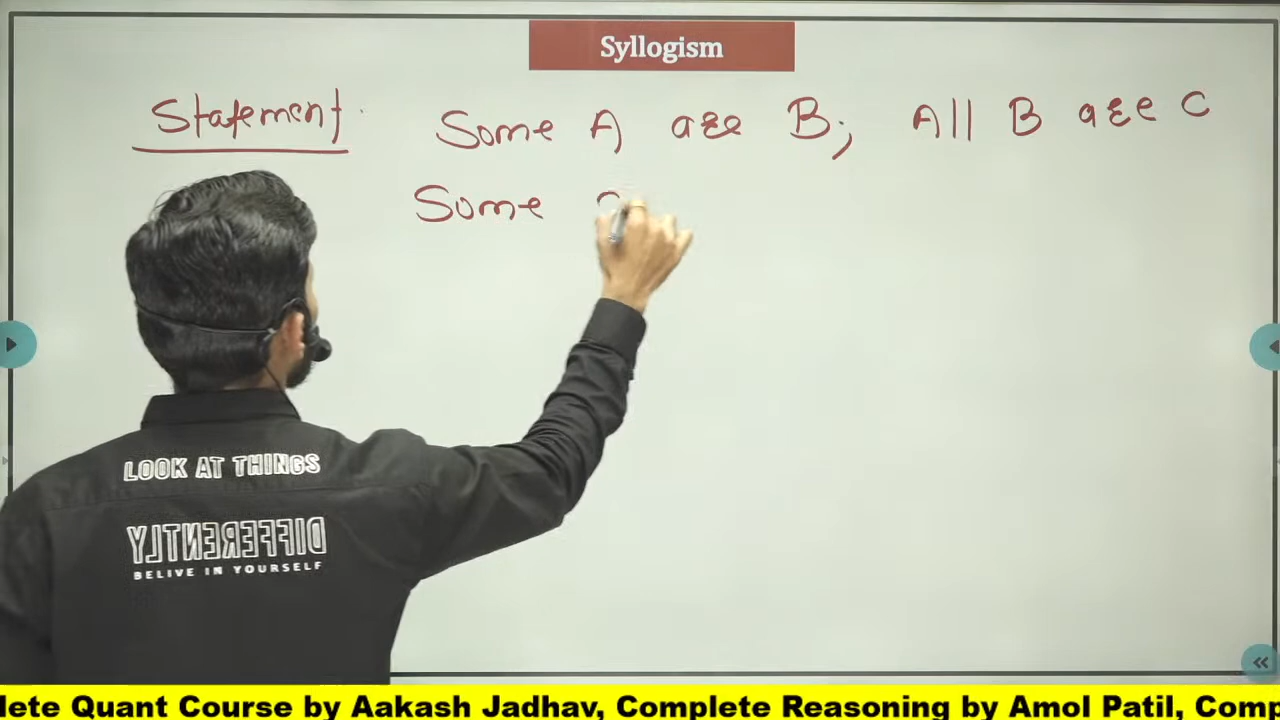 Syllogism
Statement Some A are B; All B are C
Some
LOOK AT THINGS
DIFFERENTLY
BELIVE IN YOURSELF
lete Quant Course by Aakash Jadhav, Complete Reasoning by Amol Patil, Comp